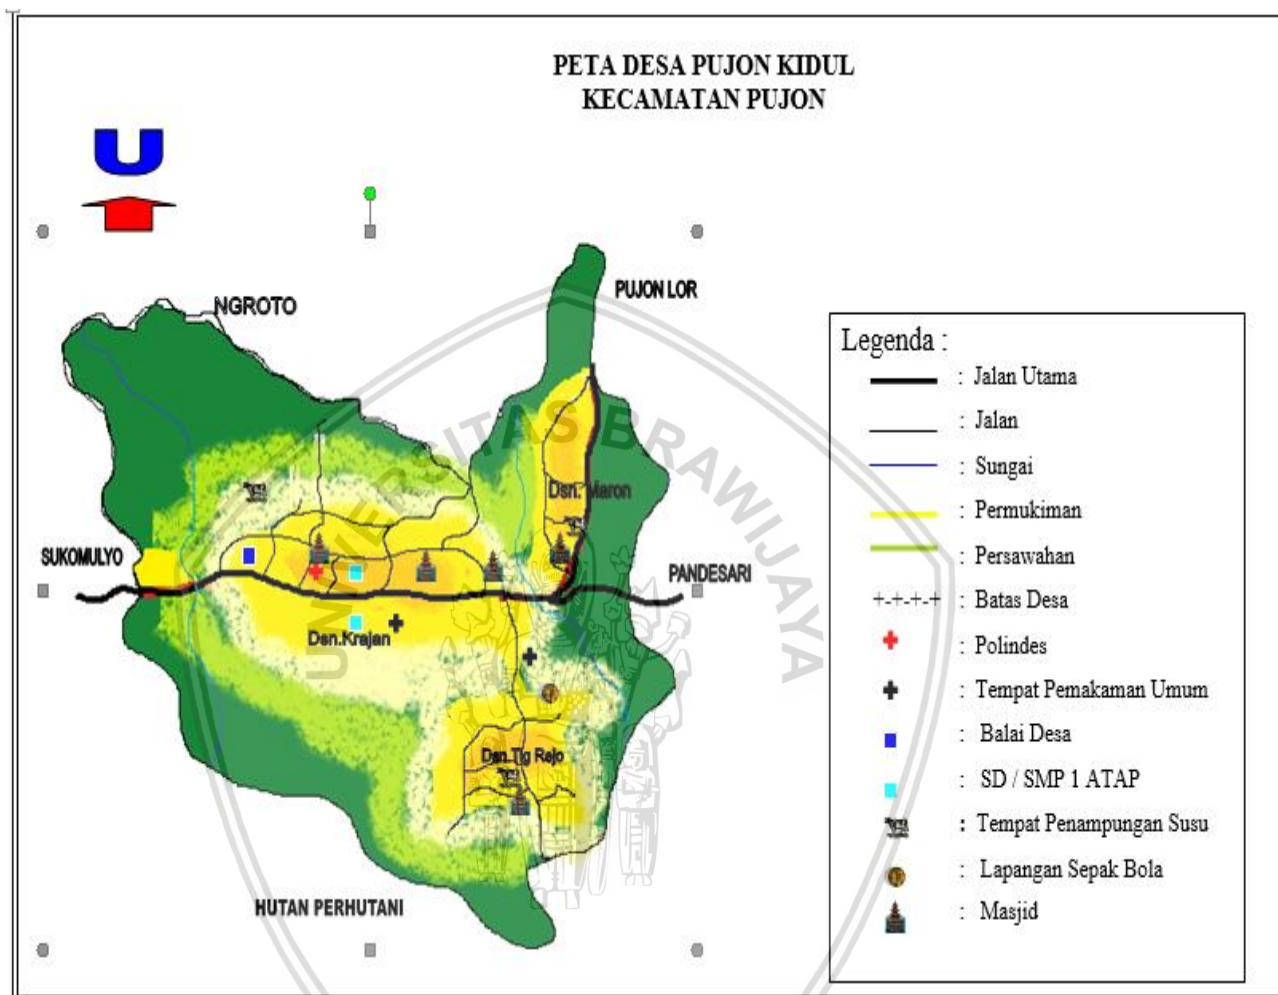 PETA DESA PUJON KIDUL
KECAMATAN PUJON
U
NGROTO
PUJON LOR
Dsn. Maron
SUKOMULYO
PANDESARI
Dsn.Krajan
Dsn.Tlg Rejo
HUTAN PERHUTANI
UNIVERSITAS BRAWIJAYA
Legenda :
: Jalan Utama
: Jalan
: Sungai
: Permukiman
: Persawahan
+-+-+-+ : Batas Desa
: Polindes
: Tempat Pemakaman Umum
: Balai Desa
: SD / SMP 1 ATAP
: Tempat Penampungan Susu
: Lapangan Sepak Bola
: Masjid